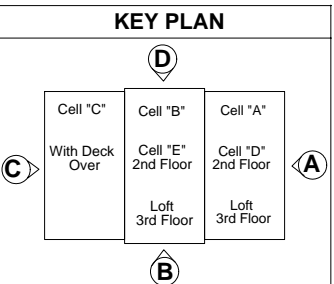 KEY PLAN
D
Cell "C"
With Deck
Over
Cell "B"
Cell "E"
2nd Floor
Loft
3rd Floor
Cell "A"
Cell "D"
2nd Floor
Loft
3rd Floor
C
A
B